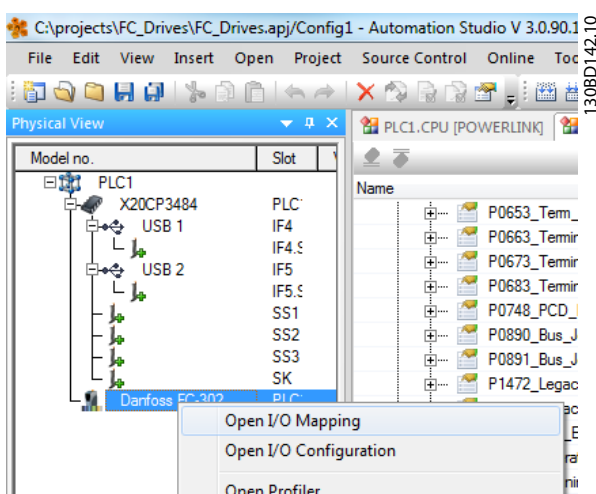 C:\projects\FC_Drives\FC_Drives.apj/Config1 - Automation Studio V 3.0.90.1
File Edit View Insert Open Project Source Control Online
Physical View
PLC1.CPU [POWERLINK]
Model no. Slot
Name
PLC1
X20CP3484
USB 1 IF4
IF4.S
USB 2 IF5
IF5.S
SS1
SS2
SS3
SK
Danfoss FC-302
P0653_Term_
P0663_Termin
P0673_Termin
P0683_Termin
P0748_PCD_
P0890_Bus_J
P0891_Bus_J
P1472_Legac
Open I/O Mapping
Open I/O Configuration
Open Profiler
130BD142.10